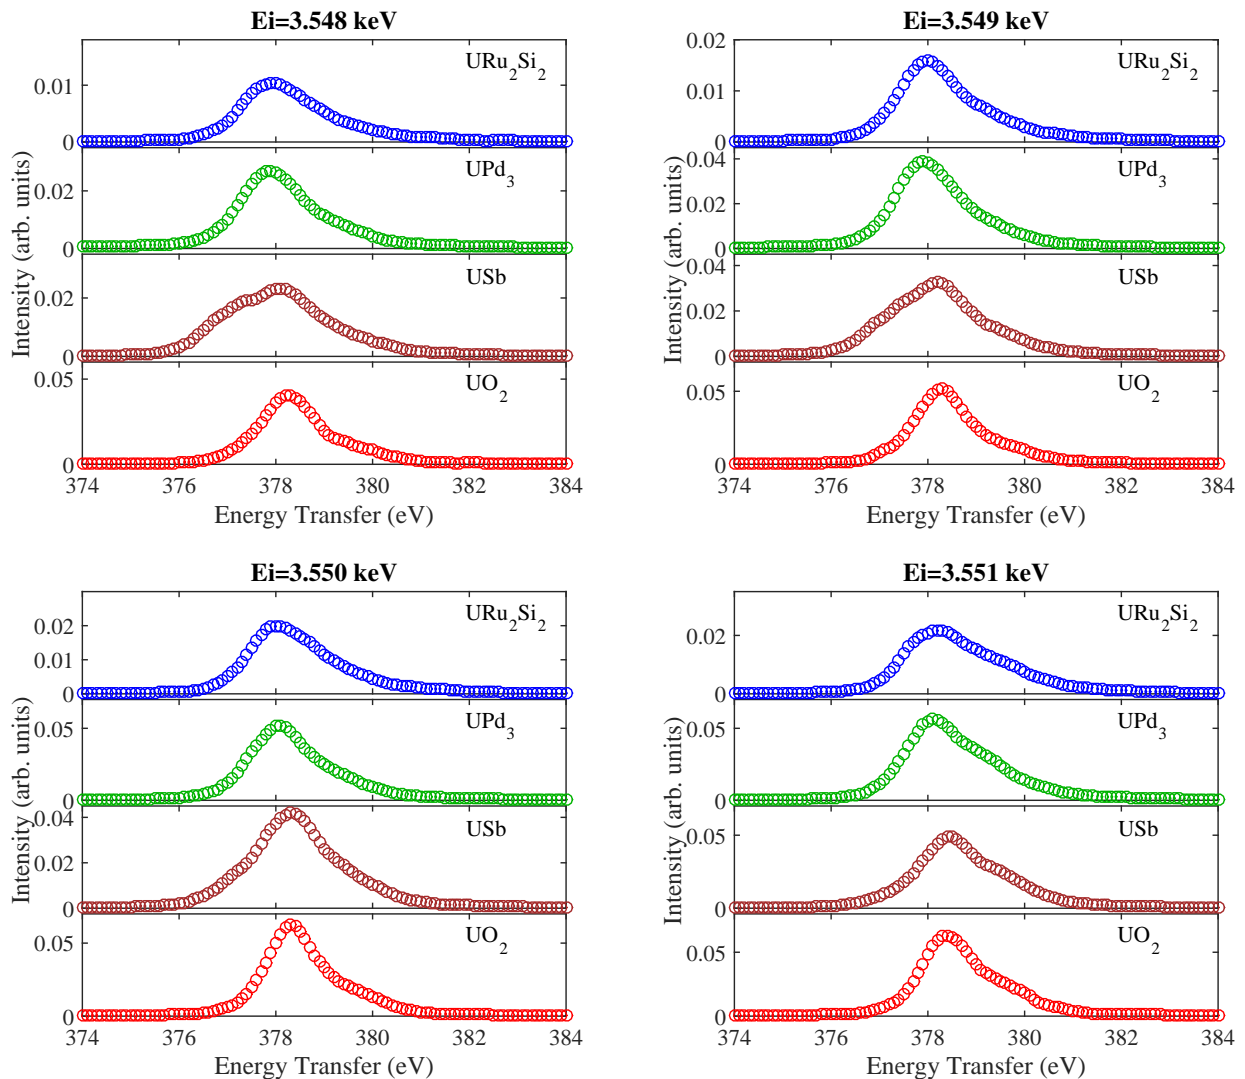 Ei=3.548 keV
URu2Si2
0.01
0
UPd3
0.02
0
USb
0.02
0
UO2
0.05
0
374 376 378 380 382 384
Energy Transfer (eV)
Intensity (arb. units)
Ei=3.549 keV
0.02
URu2Si2
0.01
0
0.04
UPd3
0.02
0
0.04
USb
0.02
0
UO2
0.05
0
374 376 378 380 382 384
Energy Transfer (eV)
Intensity (arb. units)
Ei=3.550 keV
URu2Si2
0.02
0.01
0
UPd3
0.05
0
0.04
USb
0.02
0
UO2
0.05
0
374 376 378 380 382 384
Energy Transfer (eV)
Intensity (arb. units)
Ei=3.551 keV
URu2Si2
0.02
0
UPd3
0.05
0
USb
0.05
0
UO2
0.05
0
374 376 378 380 382 384
Energy Transfer (eV)
Intensity (arb. units)